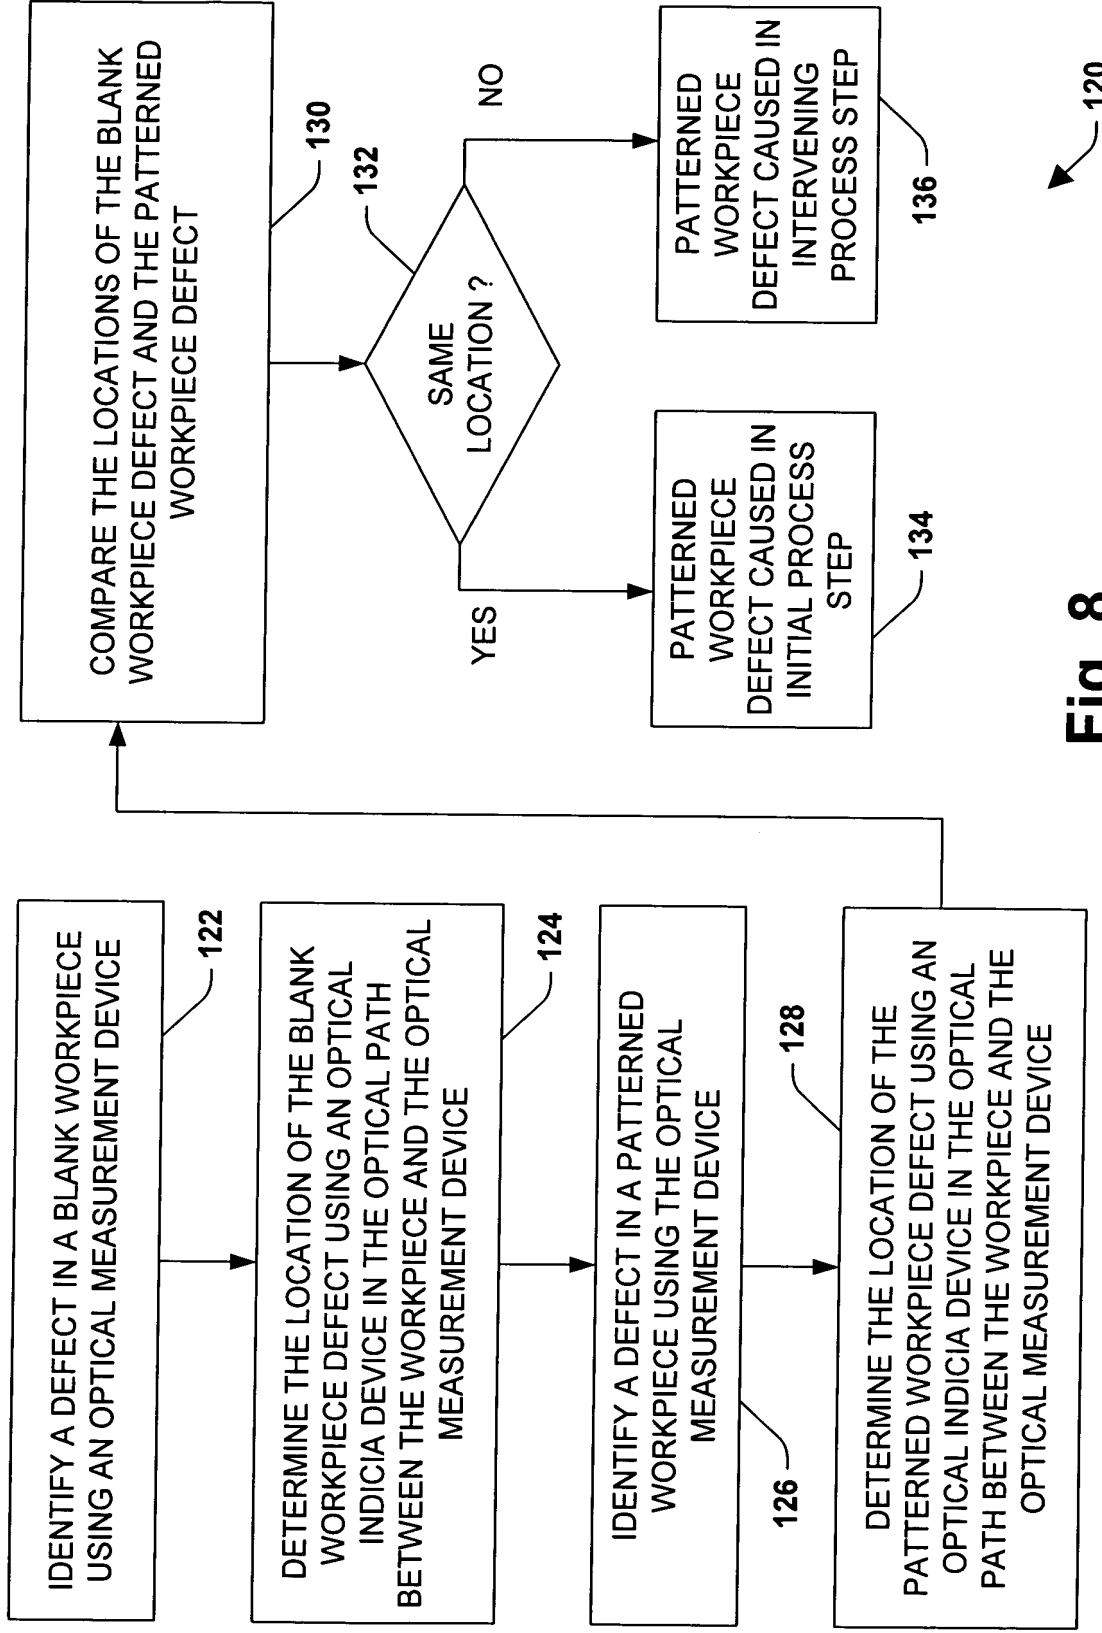 IDENTIFY A DEFECT IN A BLANK WORKPIECE
USING AN OPTICAL MEASUREMENT DEVICE
122
DETERMINE THE LOCATION OF THE BLANK
WORKPIECE DEFECT USING AN OPTICAL
INDICIA DEVICE IN THE OPTICAL PATH
BETWEEN THE WORKPIECE AND THE OPTICAL
MEASUREMENT DEVICE
124
IDENTIFY A DEFECT IN A PATTERNED
WORKPIECE USING THE OPTICAL
MEASUREMENT DEVICE
126
128
DETERMINE THE LOCATION OF THE
PATTERNED WORKPIECE DEFECT USING AN
OPTICAL INDICIA DEVICE IN THE OPTICAL
PATH BETWEEN THE WORKPIECE AND THE
OPTICAL MEASUREMENT DEVICE
COMPARE THE LOCATIONS OF THE BLANK
WORKPIECE DEFECT AND THE PATTERNED
WORKPIECE DEFECT
130
132
SAME
LOCATION ?
YES
NO
PATTERNED
WORKPIECE
DEFECT CAUSED IN
INITIAL PROCESS
STEP
134
PATTERNED
WORKPIECE
DEFECT CAUSED IN
INTERVENING
PROCESS STEP
136
120
Fig. 8